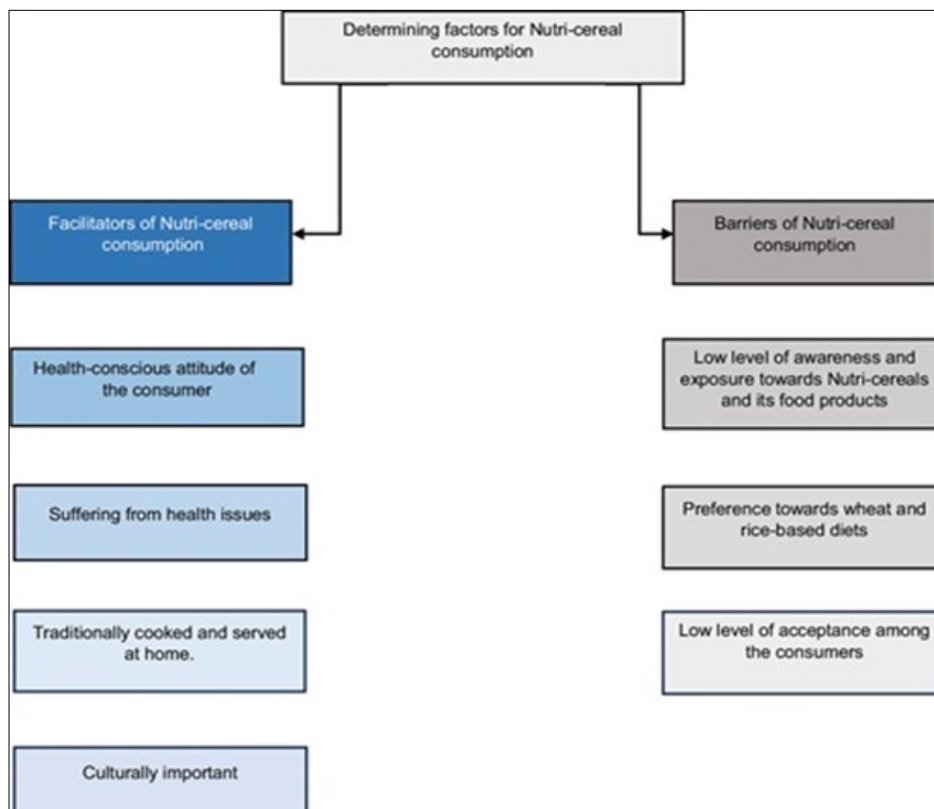 Determining factors for Nutri-cereal
consumption
Facilitators of Nutri-cereal
consumption
Barriers of Nutri-cereal
consumption
Health-conscious attitude of
the consumer
Low level of awareness and
exposure towards Nutri-cereals
and its food products
Suffering from health issues
Preference towards wheat and
rice-based diets
Traditionally cooked and served
at home.
Low level of acceptance among
the consumers
Culturally important